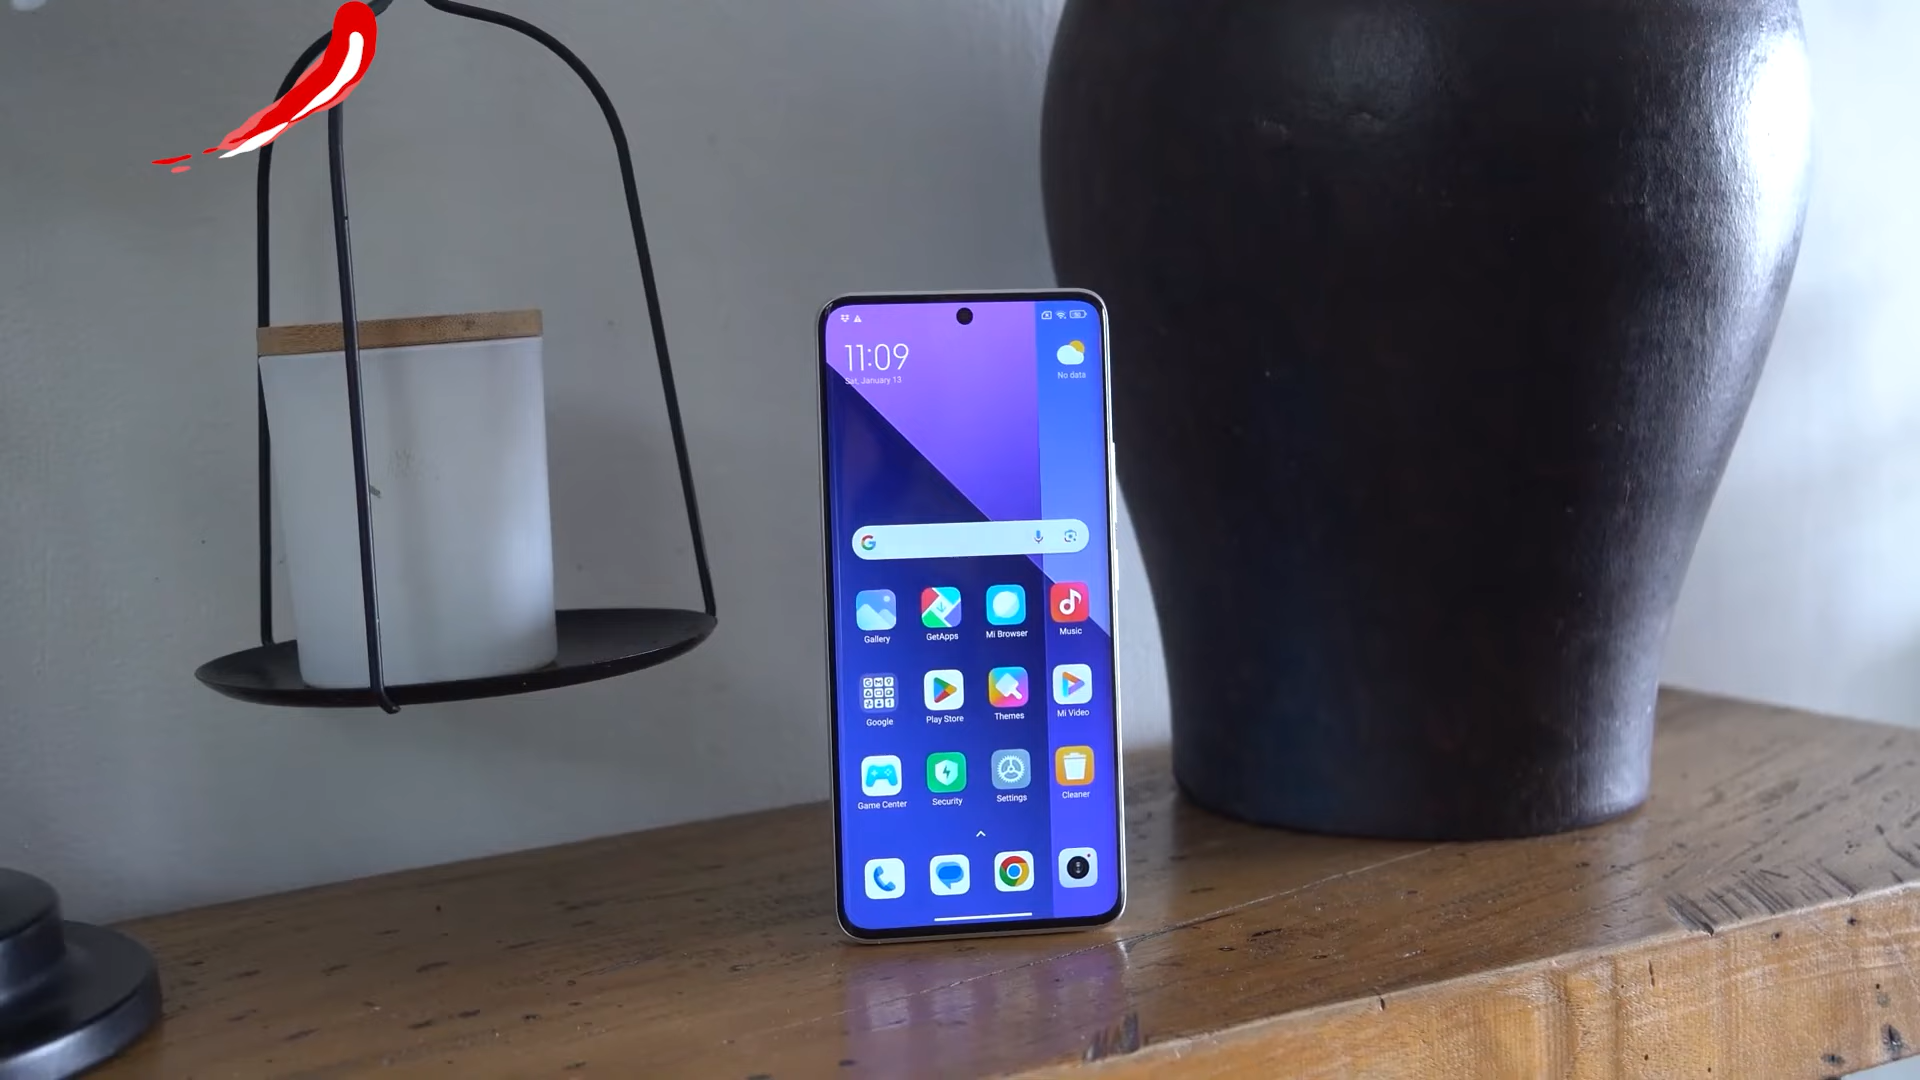 11:09
Sat, January 13
No data
Gallery
GetApps
Mi Browser
Music
Google
Play Store
Themes
Mi Video
Game Center
Security
Settings
Cleaner